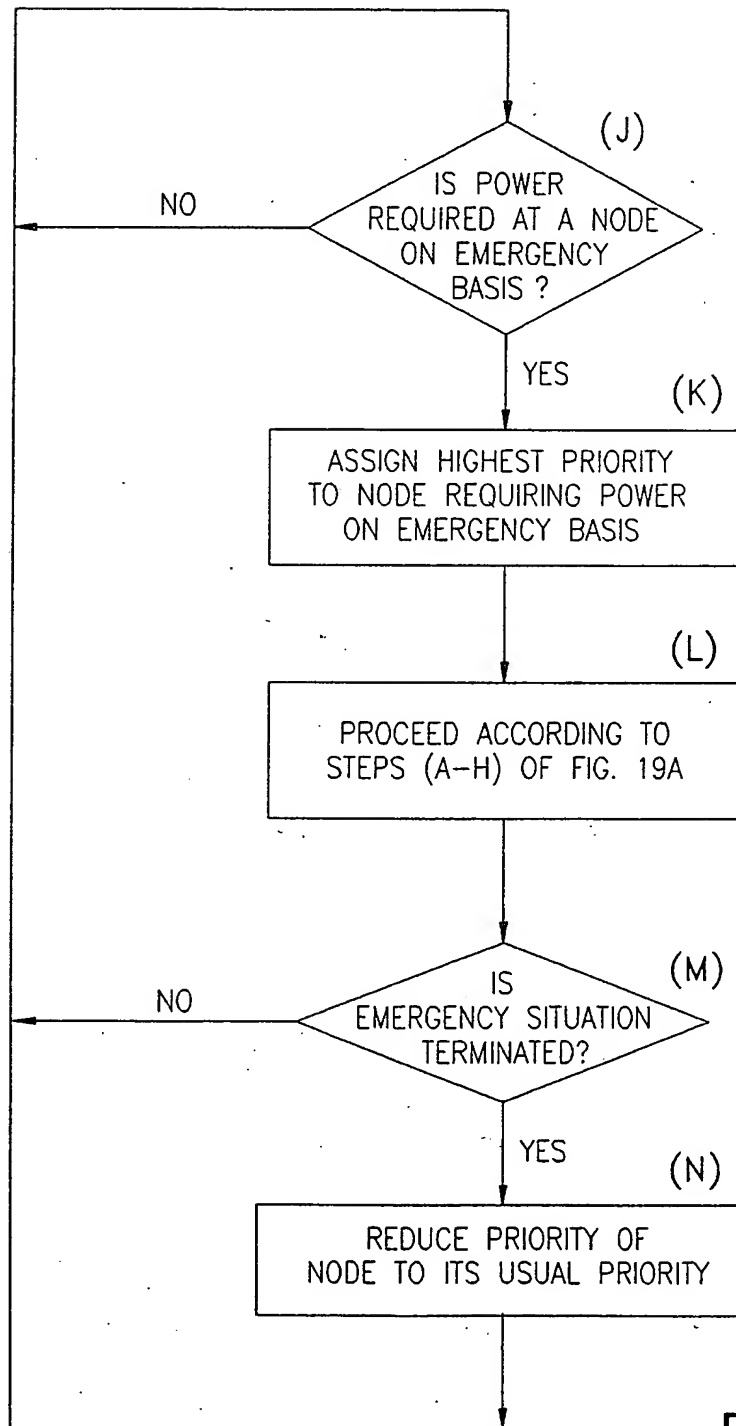 (J)
IS POWER
REQUIRED AT A NODE
ON EMERGENCY
BASIS ?
NO
YES
(K)
ASSIGN HIGHEST PRIORITY
TO NODE REQUIRING POWER
ON EMERGENCY BASIS
(L)
PROCEED ACCORDING TO
STEPS (A-H) OF FIG. 19A
(M)
IS
EMERGENCY SITUATION
TERMINATED?
NO
YES
(N)
REDUCE PRIORITY OF
NODE TO ITS USUAL PRIORITY